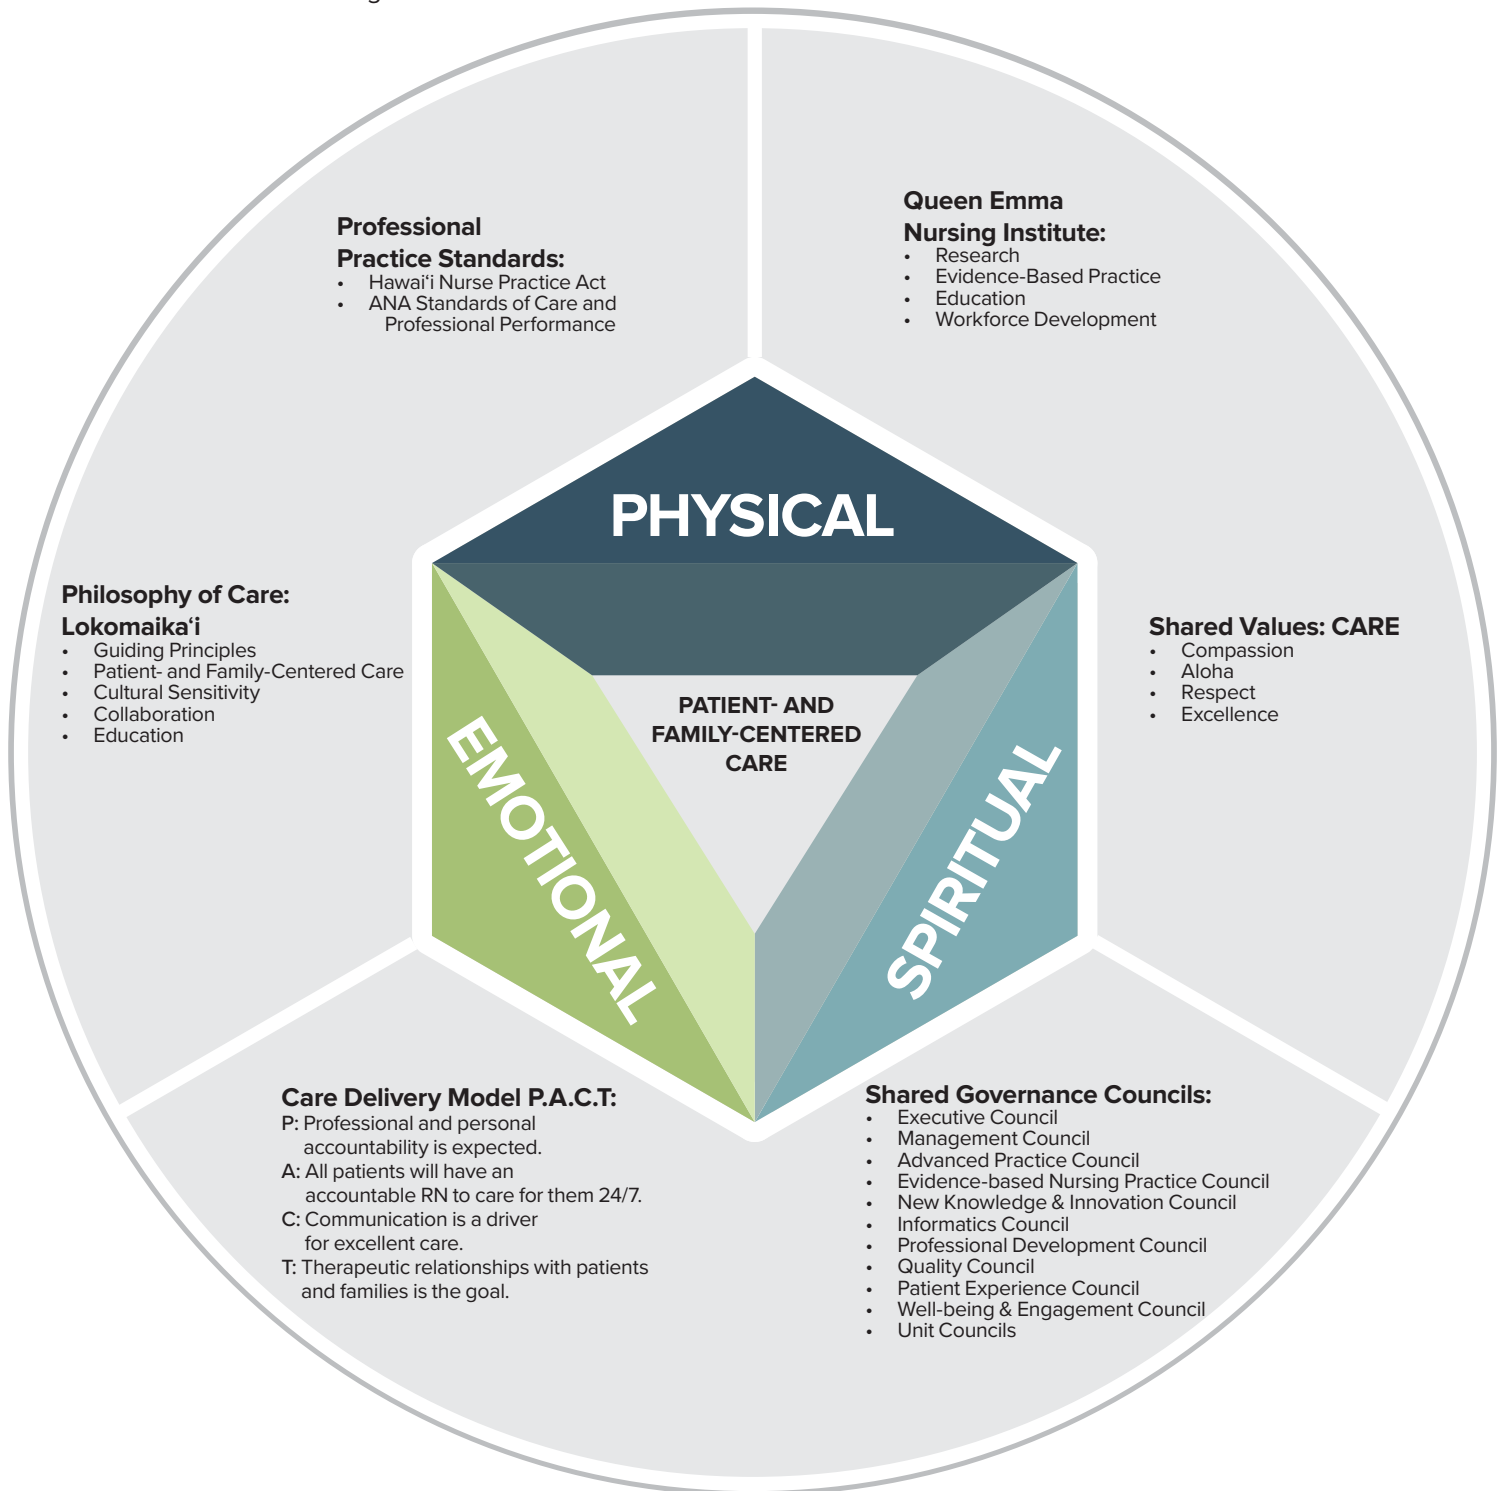 Professional
Practice Standards:
• Hawai‘i Nurse Practice Act
• ANA Standards of Care and
Professional Performance
Queen Emma
Nursing Institute:
• Research
• Evidence-Based Practice
• Education
• Workforce Development
PHYSICAL
Philosophy of Care:
Lokomaika‘i
• Guiding Principles
• Patient- and Family-Centered Care
• Cultural Sensitivity
• Collaboration
• Education
PATIENT- AND
FAMILY-CENTERED
CARE
EMOTIONAL
SPIRITUAL
Shared Values: CARE
• Compassion
• Aloha
• Respect
• Excellence
Care Delivery Model P.A.C.T:
P: Professional and personal
accountability is expected.
A: All patients will have an
accountable RN to care for them 24/7.
C: Communication is a driver
for excellent care.
T: Therapeutic relationships with patients
and families is the goal.
Shared Governance Councils:
• Executive Council
• Management Council
• Advanced Practice Council
• Evidence-based Nursing Practice Council
• New Knowledge & Innovation Council
• Informatics Council
• Professional Development Council
• Quality Council
• Patient Experience Council
• Well-being & Engagement Council
• Unit Councils